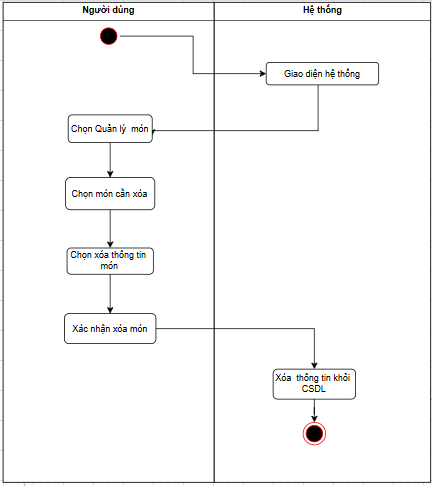 Người dùng
Hệ thống
Giao diện hệ thống
Chọn Quản lý món
Chọn món cần xóa
Chọn xóa thông tin
món
Xác nhận xóa món
Xóa thông tin khỏi
CSDL